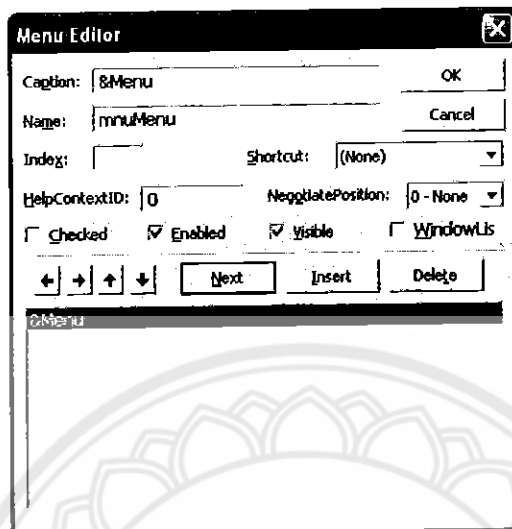 Menu Editor
Caption: &Menu OK
Name: mnuMenu Cancel
Index: Shortcut: (None)
HelpContextID: 0 NegotiatePosition: 0 - None
Checked Enabled Visible WindowLis
Next Insert Delete
&Menu